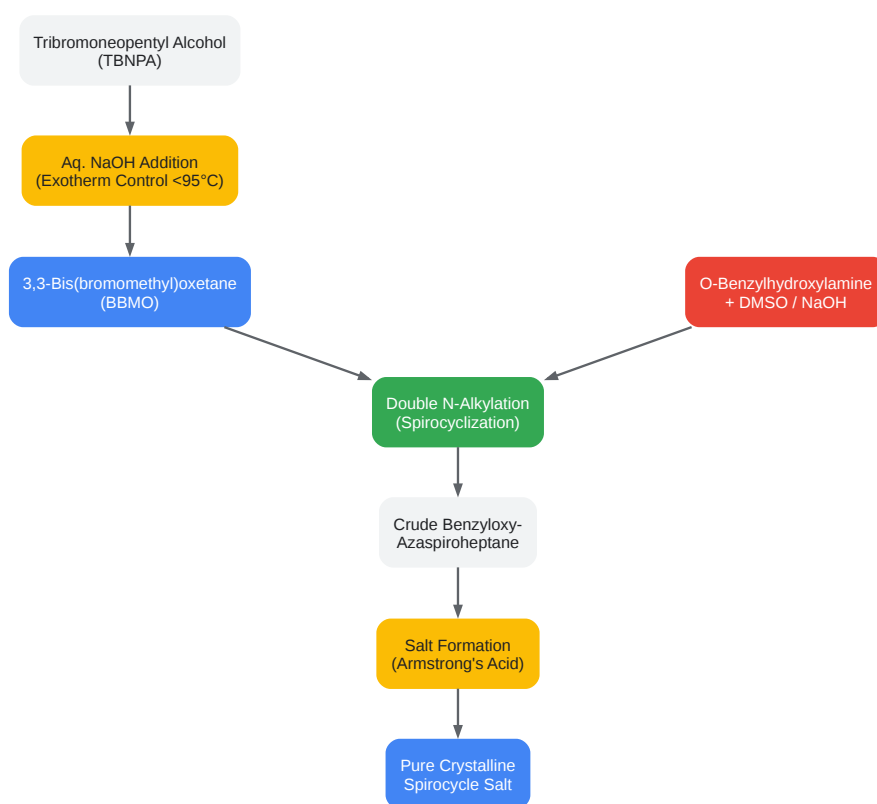 Tribromoneopentyl Alcohol
(TBNPA)
Aq. NaOH Addition
(Exotherm Control <95°C)
3,3-Bis(bromomethyl)oxetane
(BBMO)
O-Benzylhydroxylamine
+ DMSO / NaOH
Double N-Alkylation
(Spirocyclization)
Crude Benzyloxy-
Azaspiroheptane
Salt Formation
(Armstrong's Acid)
Pure Crystalline
Spirocycle Salt